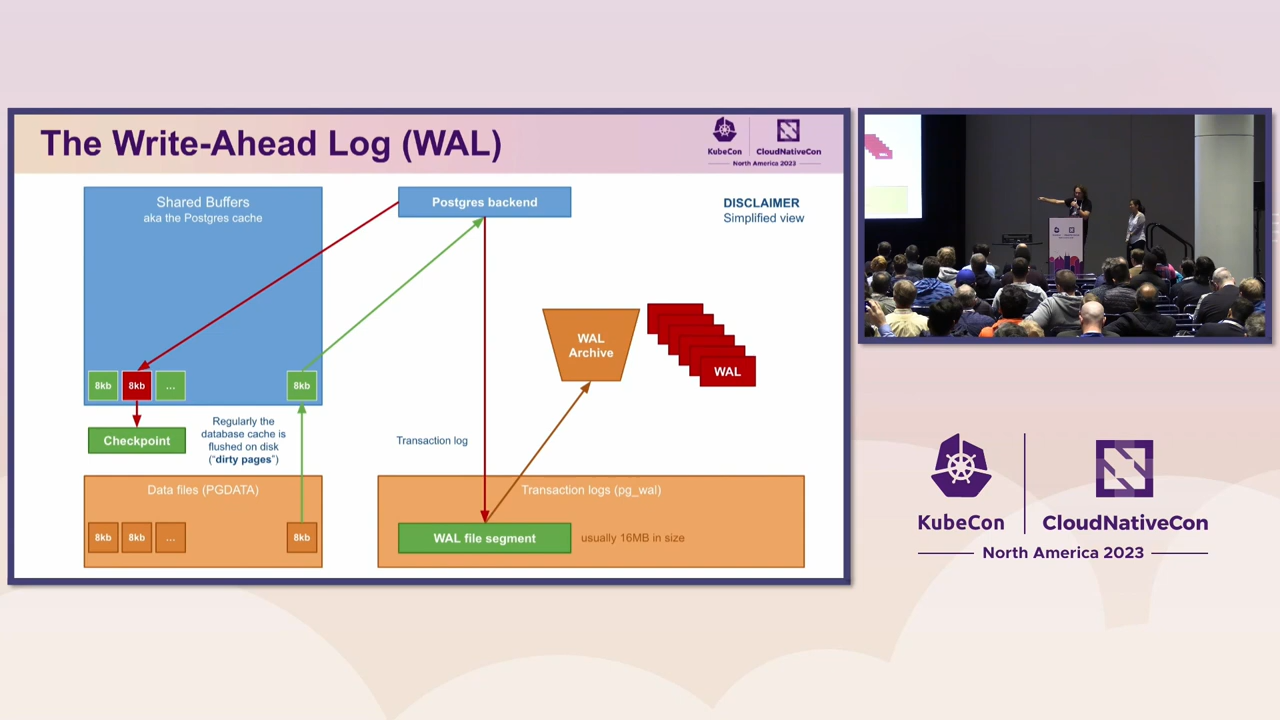 The Write-Ahead Log (WAL)
KubeCon
CloudNativeCon
North America 2023
Shared Buffers
aka the Postgres cache
Postgres backend
DISCLAIMER
Simplified view
WAL
Archive
WAL
8kb
8kb
...
8kb
Checkpoint
Regularly the
database cache is
flushed on disk
("dirty pages")
Transaction log
Data files (PGDATA)
8kb
8kb
...
8kb
Transaction logs (pg_wal)
WAL file segment
usually 16MB in size
KubeCon
CloudNativeCon
North America 2023